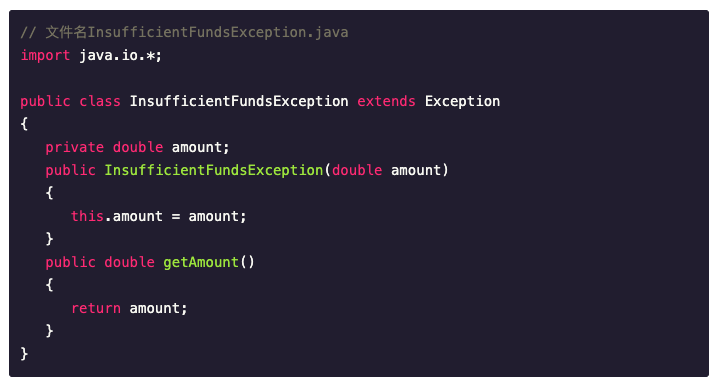 // 文件名InsufficientFundsException.java
import java.io.*;
public class InsufficientFundsException extends Exception
{
private double amount;
public InsufficientFundsException(double amount)
{
this.amount = amount;
}
public double getAmount()
{
return amount;
}
}